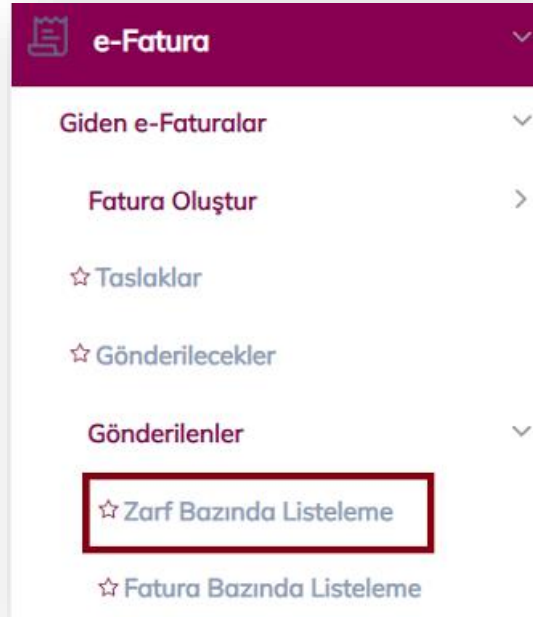 e-Fatura
Giden e-Faturalar
Fatura Oluştur
Taslaklar
Gönderilecekler
Gönderilenler
Zarf Bazında Listeleme
Fatura Bazında Listeleme